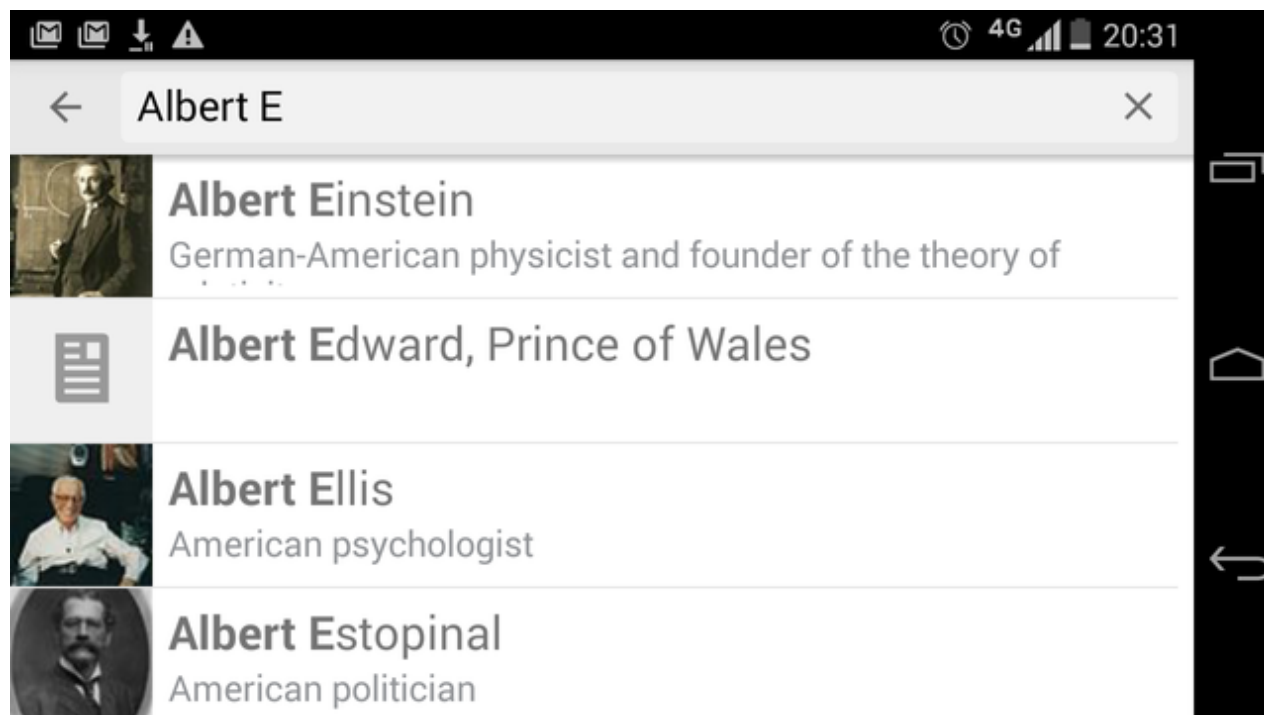 4G 20:31
Albert E
Albert Einstein
German-American physicist and founder of the theory of
Albert Edward, Prince of Wales
Albert Ellis
American psychologist
Albert Estopinal
American politician